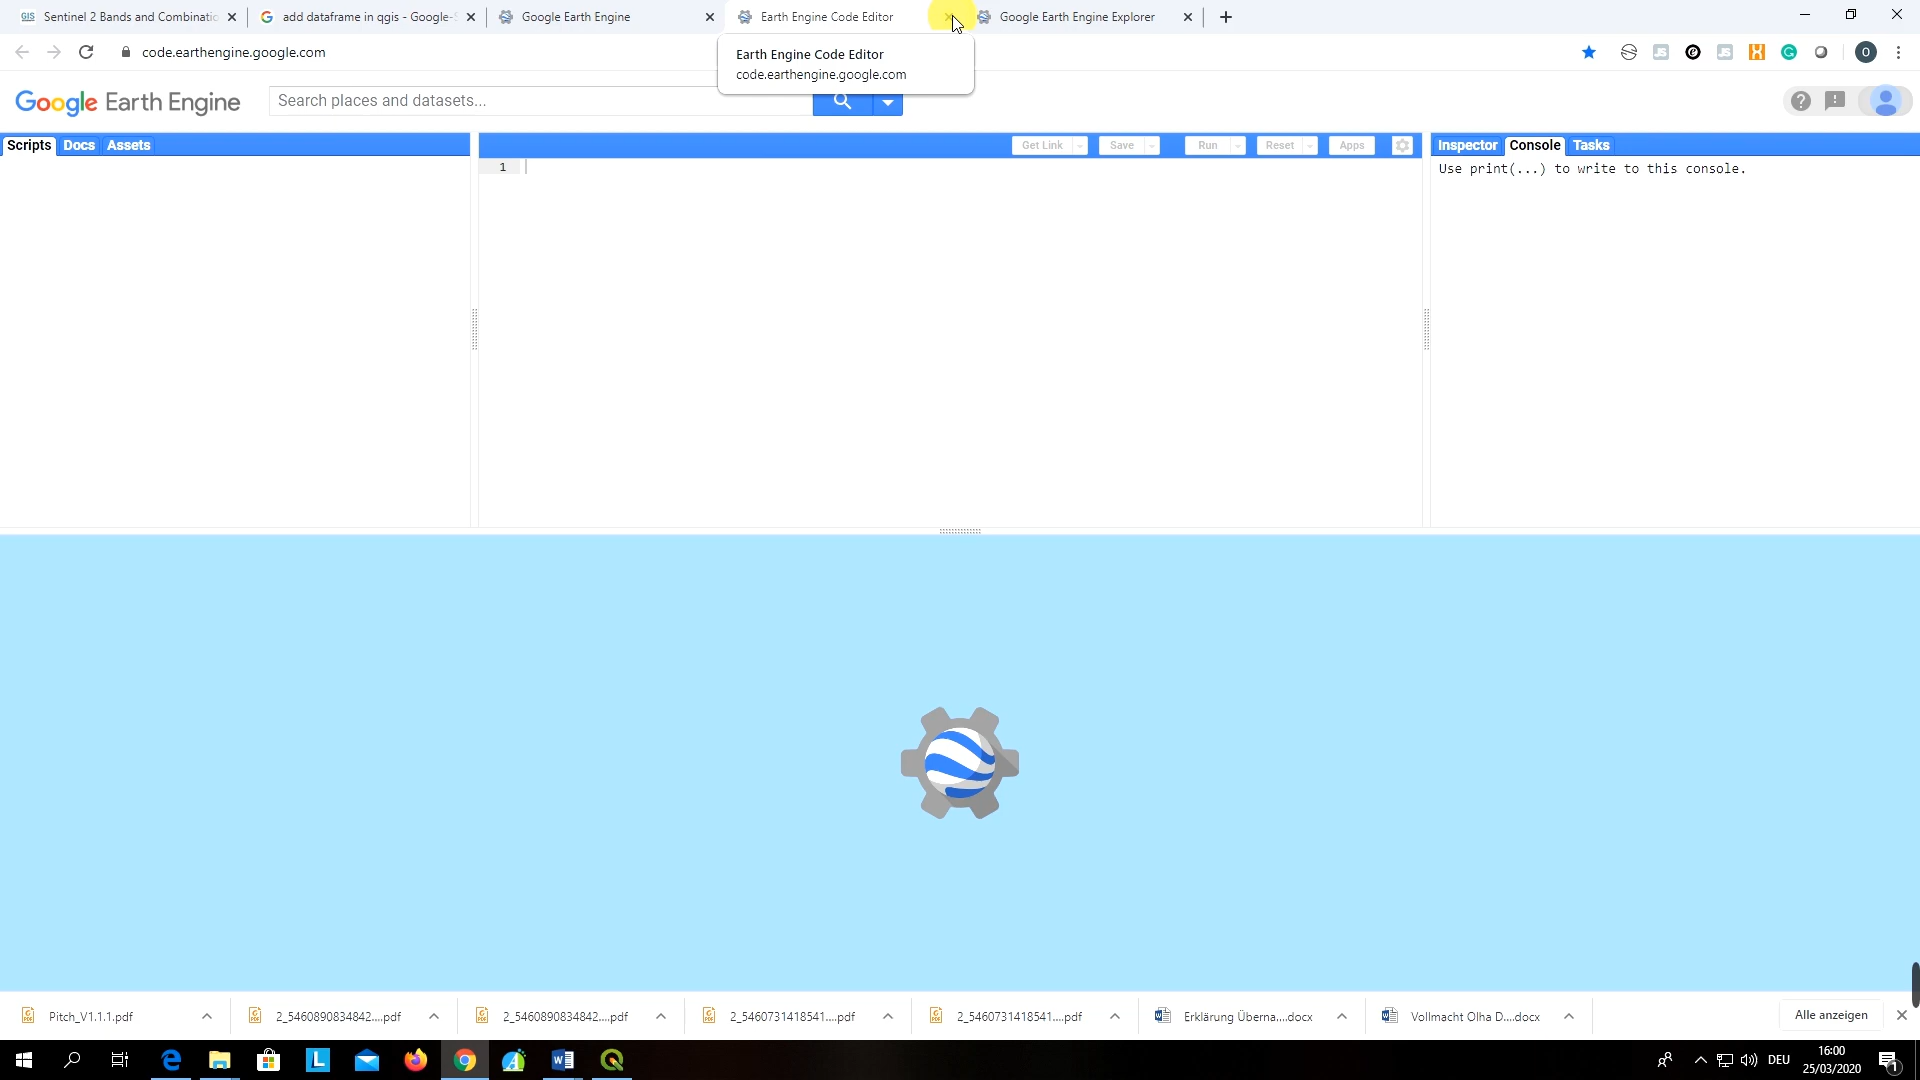 GIS Sentinel 2 Bands and Combinatio
add dataframe in qgis - Google-S
Google Earth Engine
Earth Engine Code Editor
Google Earth Engine Explorer
code.earthengine.google.com
Earth Engine Code Editor
code.earthengine.google.com
O
Google Earth Engine
Search places and datasets...
Scripts Docs Assets
Get Link
Save
Run
Reset
Apps
Inspector Console Tasks
1
Use print(...) to write to this console.
Pitch_V1.1.1.pdf
2_5460890834842....pdf
2_5460890834842....pdf
2_5460731418541....pdf
2_5460731418541....pdf
Erklärung Überna....docx
Vollmacht Olha D....docx
Alle anzeigen
DEU
16:00
25/03/2020
1